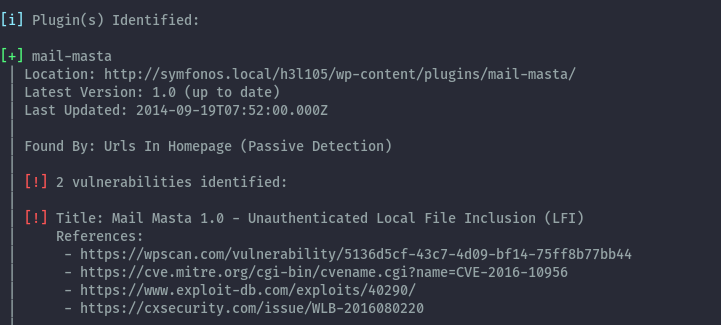 [i] Plugin(s) Identified:
[+] mail-masta
| Location: http://symfonos.local/h3l105/wp-content/plugins/mail-masta/
| Latest Version: 1.0 (up to date)
| Last Updated: 2014-09-19T07:52:00.000Z
|
| Found By: Urls In Homepage (Passive Detection)
|
| [!] 2 vulnerabilities identified:
|
| [!] Title: Mail Masta 1.0 - Unauthenticated Local File Inclusion (LFI)
| References:
| - https://wpscan.com/vulnerability/5136d5cf-43c7-4d09-bf14-75ff8b77bb44
| - https://cve.mitre.org/cgi-bin/cvename.cgi?name=CVE-2016-10956
| - https://www.exploit-db.com/exploits/40290/
| - https://cxsecurity.com/issue/WLB-2016080220
|